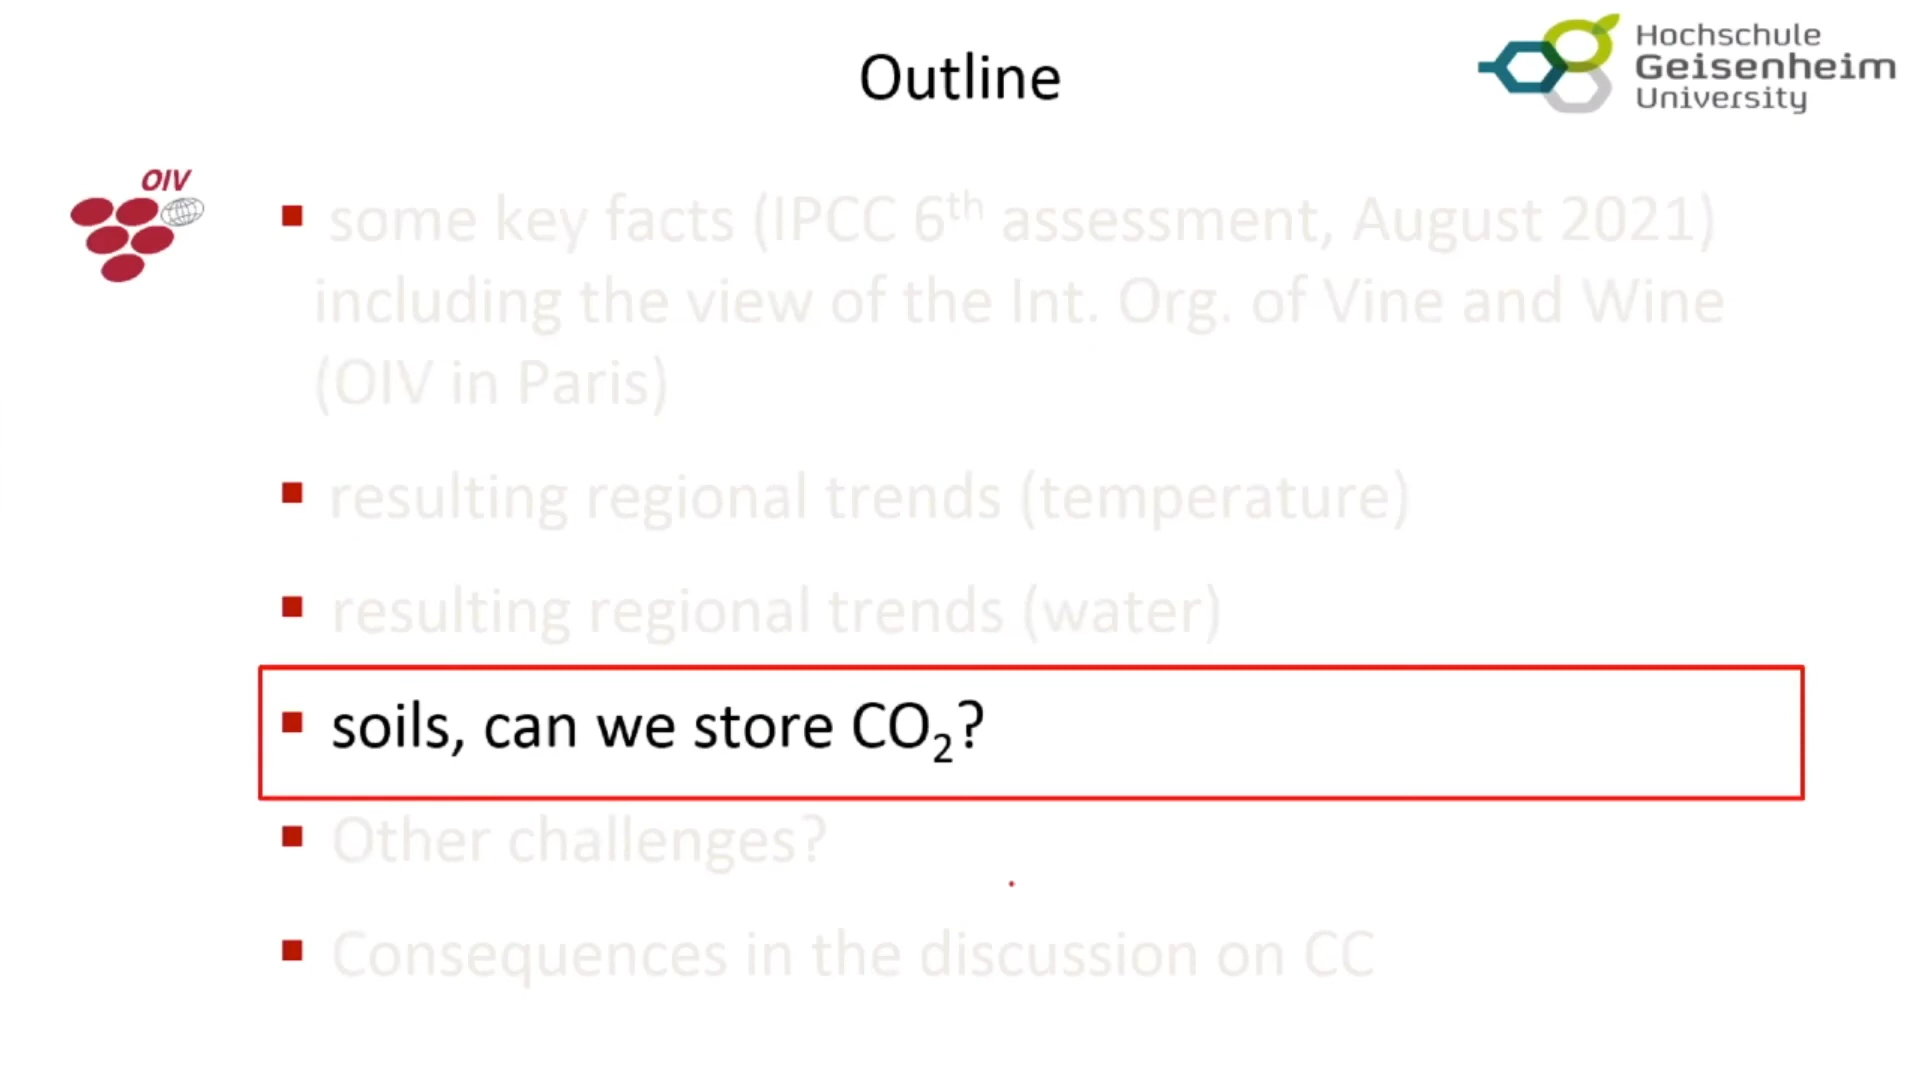 Outline
Hochschule
Geisenheim
University
OIV
▪ some key facts (IPCC 6th assessment, August 2021)
including the view of the Int. Org. of Vine and Wine
(OIV in Paris)
▪ resulting regional trends (temperature)
▪ resulting regional trends (water)
▪ soils, can we store CO₂?
▪ Other challenges?
▪ Consequences in the discussion on CC